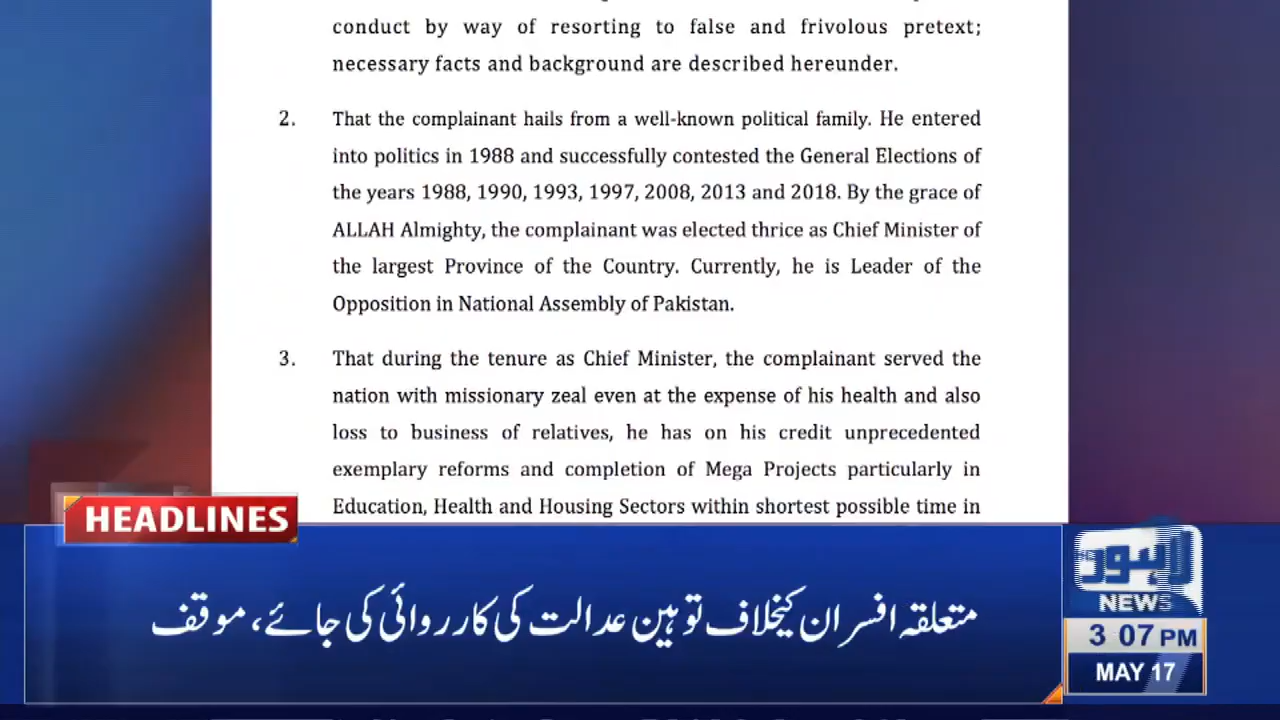 conduct by way of resorting to false and frivolous pretext;
necessary facts and background are described hereunder.
2. That the complainant hails from a well-known political family. He entered
into politics in 1988 and successfully contested the General Elections of
the years 1988, 1990, 1993, 1997, 2008, 2013 and 2018. By the grace of
ALLAH Almighty, the complainant was elected thrice as Chief Minister of
the largest Province of the Country. Currently, he is Leader of the
Opposition in National Assembly of Pakistan.
3. That during the tenure as Chief Minister, the complainant served the
nation with missionary zeal even at the expense of his health and also
loss to business of relatives, he has on his credit unprecedented
exemplary reforms and completion of Mega Projects particularly in
Education, Health and Housing Sectors within shortest possible time in
HEADLINES
متعلقہ افسران کیخلاف توہین عدالت کی کارروائی کی جائے، موقف
لاہور
NEWS
3 07 PM
MAY 17